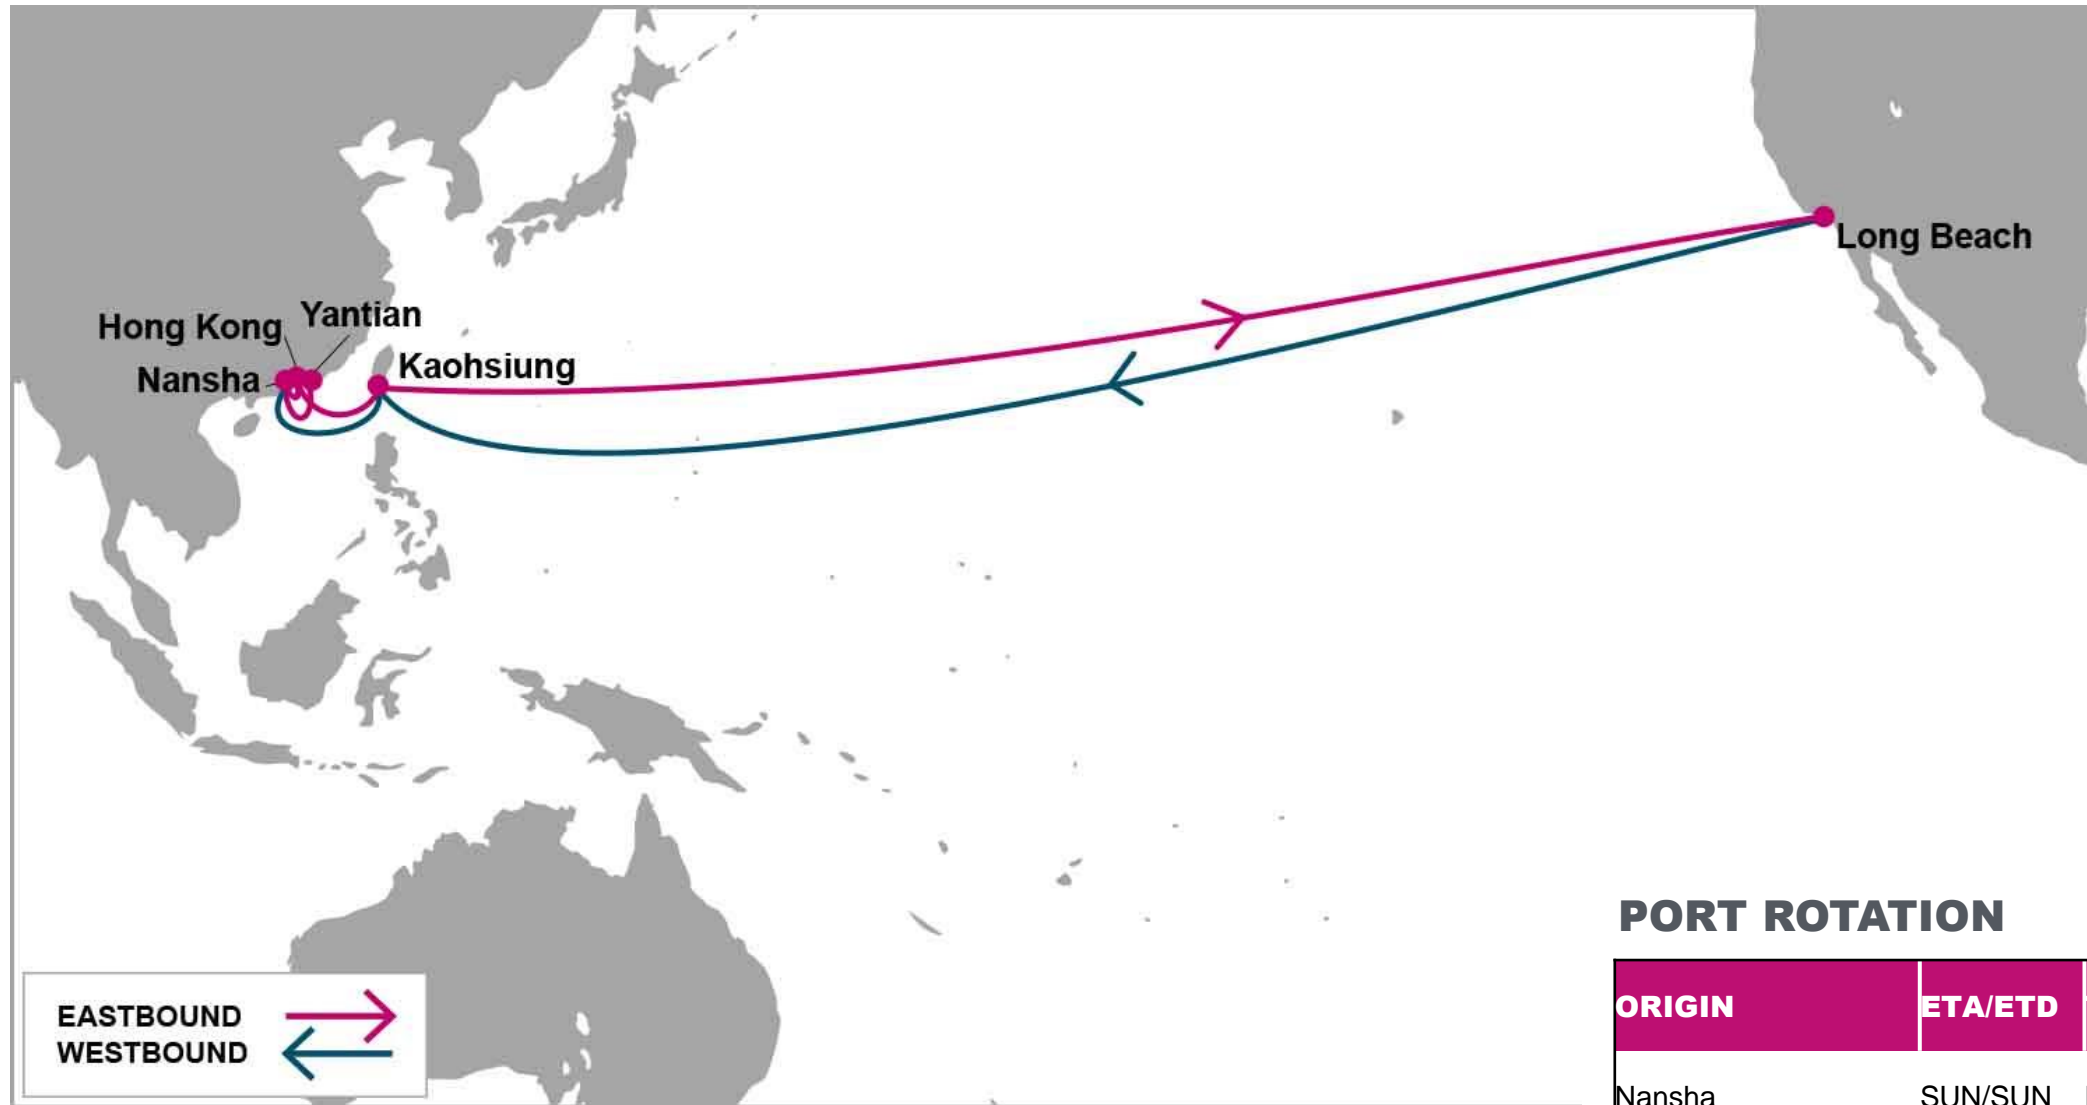 Hong Kong
Yantian
Nansha
Kaohsiung
Long Beach
EASTBOUND
WESTBOUND
PORT ROTATION
ORIGIN ETA/ETD
Nansha SUN/SUN